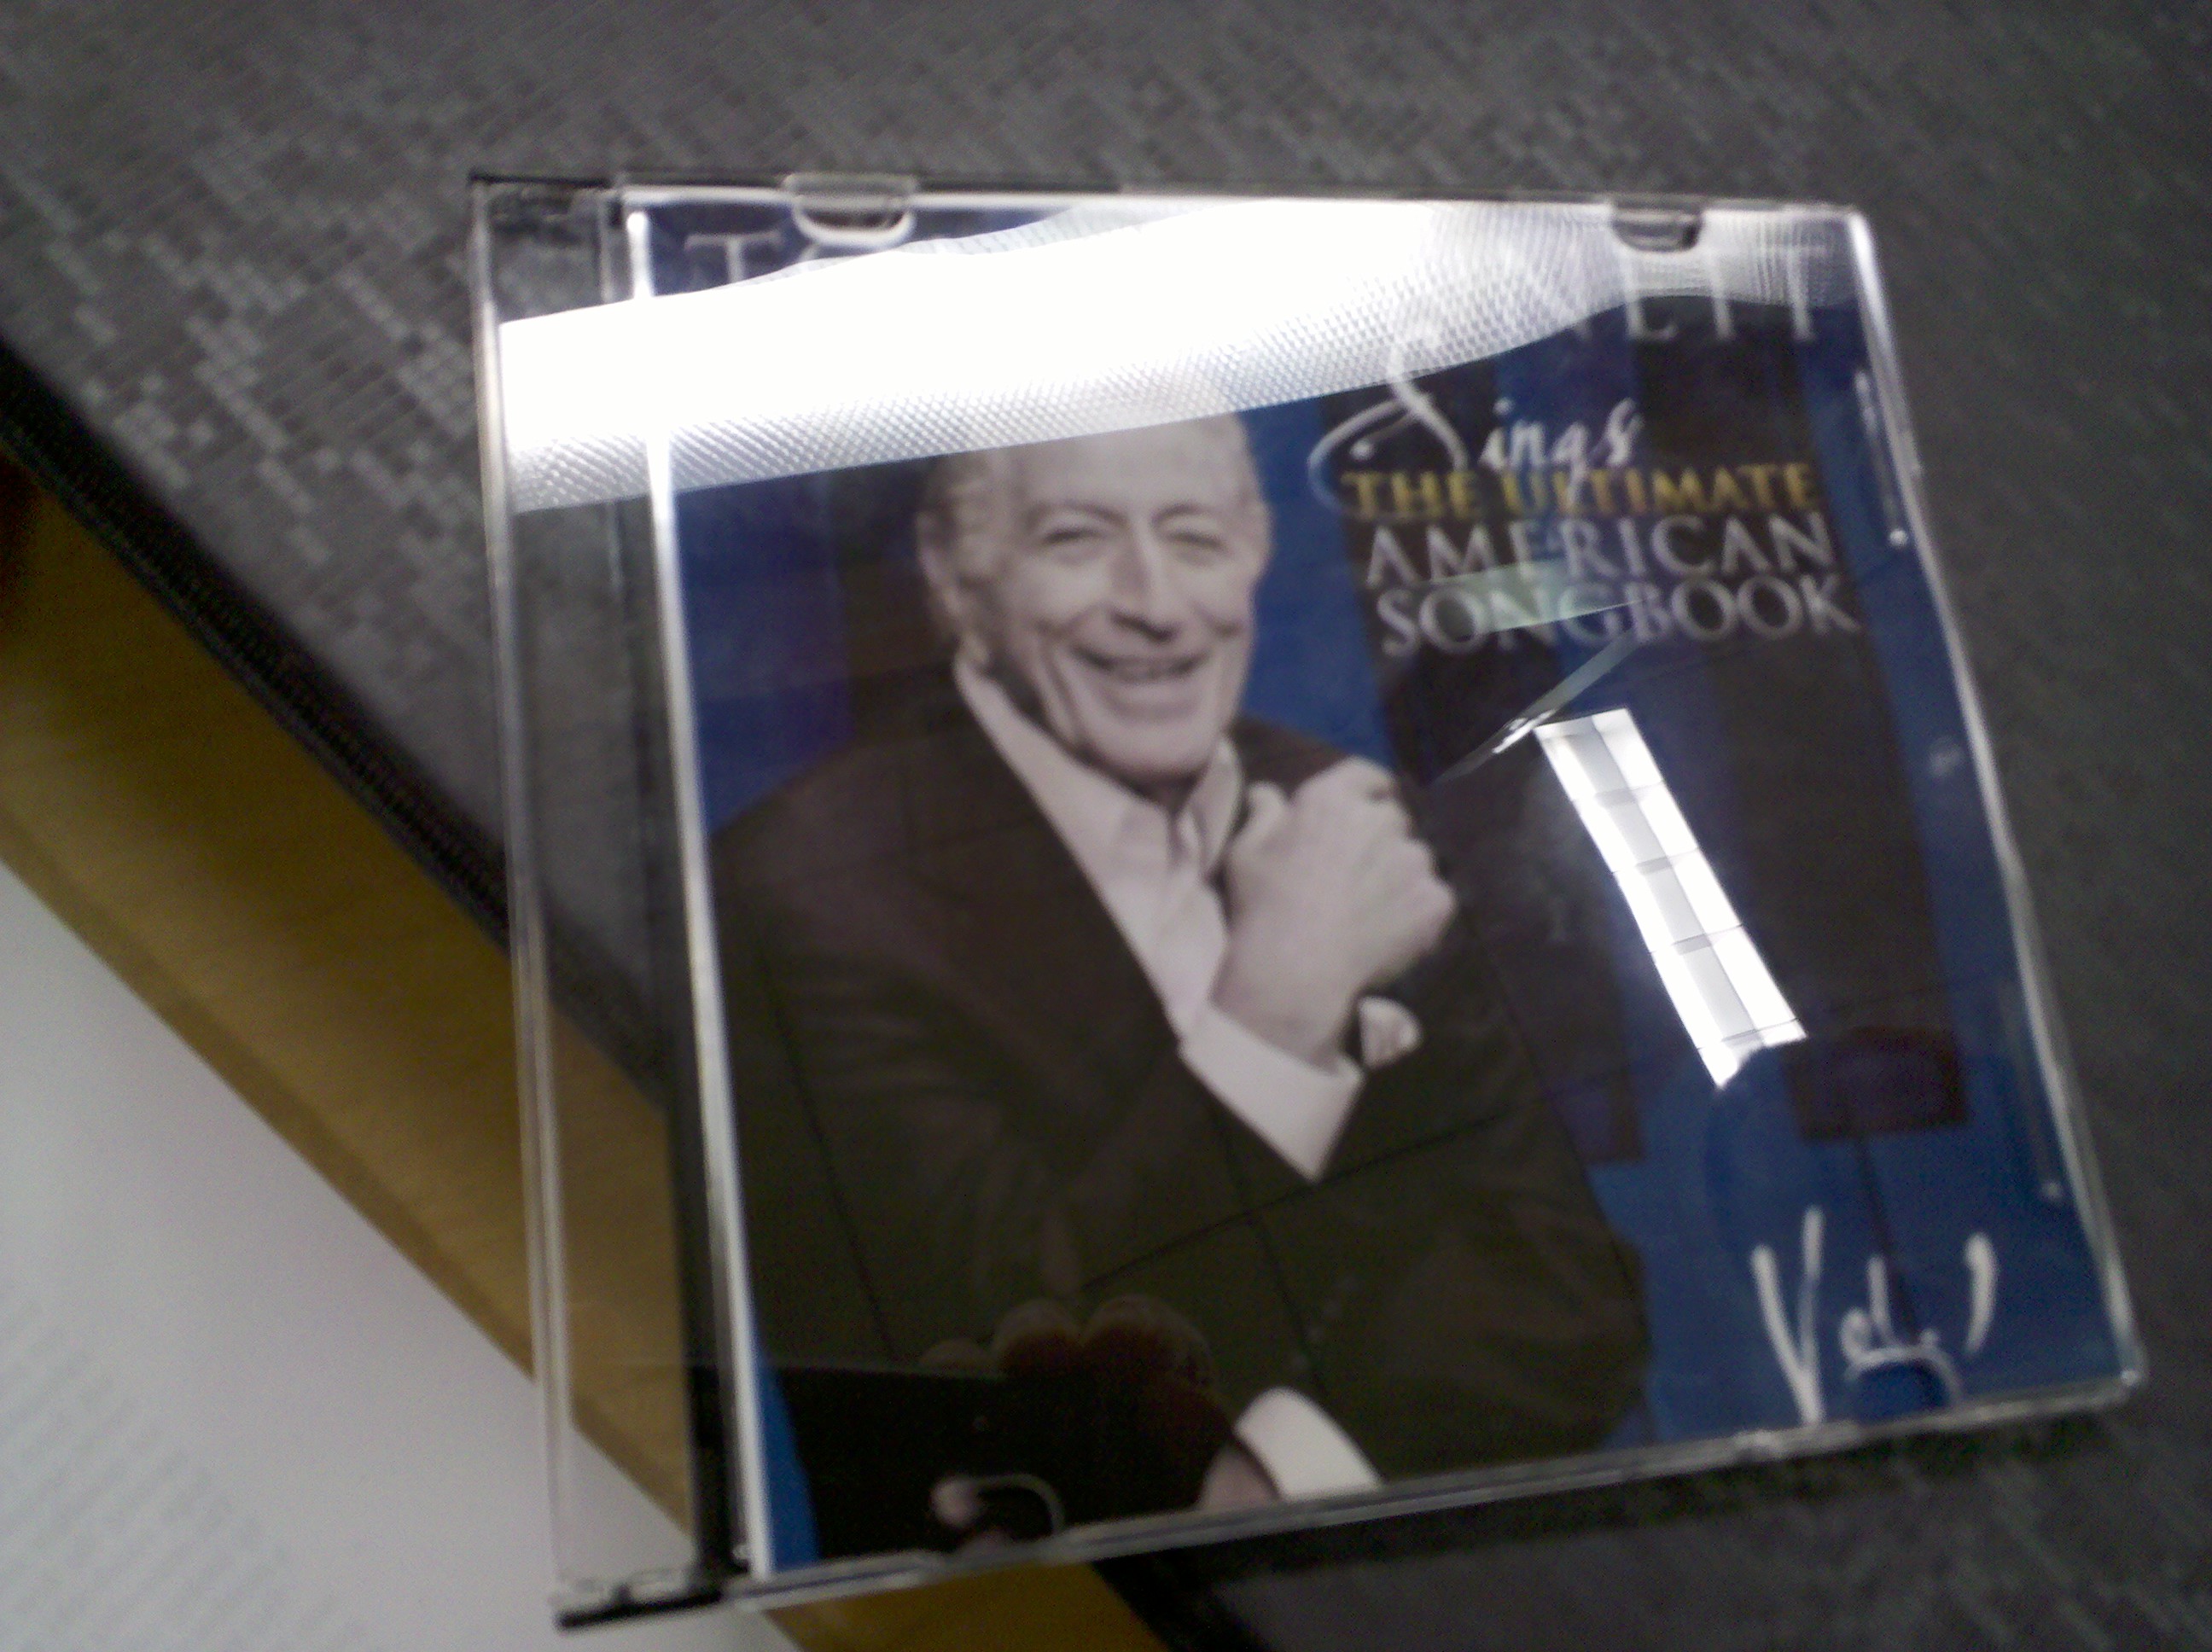 Sings
THE ULTIMATE
AMERICAN
SONGBOOK
Vol. 1